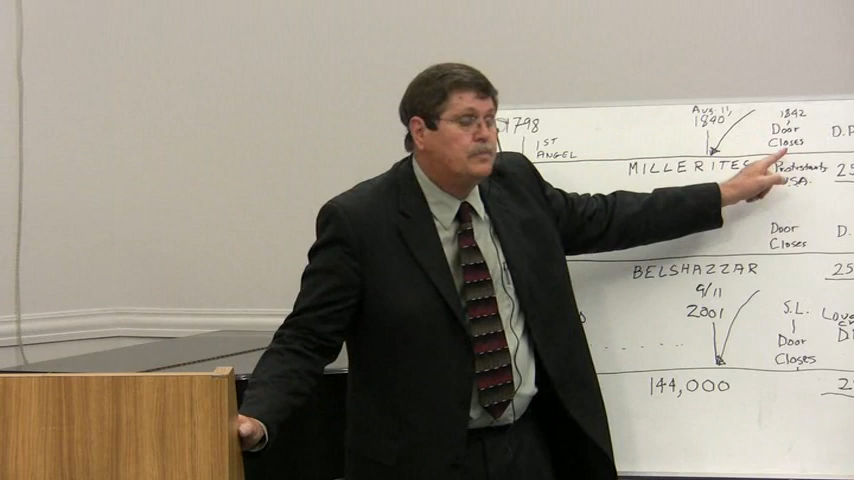 1798
1ST
ANGEL
Aug. 11,
1840
1842
Door
Closes
D.P
MILLERITES
Protestants
U.S.A.
25
Door
Closes
D.
BELSHAZZAR
25
9/11
2001
S.L.
Door
Closes
144,000